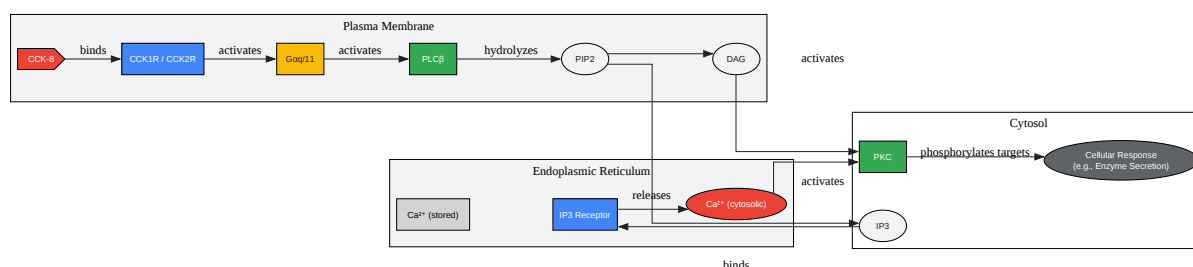 Plasma Membrane
CCK-8
binds
CCK1R / CCK2R
activates
Gαq/11
activates
PLCβ
hydrolyzes
PIP2
DAG
activates
Cytosol
PKC
phosphorylates targets
Cellular Response
(e.g., Enzyme Secretion)
Endoplasmic Reticulum
Ca²⁺ (stored)
IP3 Receptor
releases
Ca²⁺ (cytosolic)
activates
IP3
binds